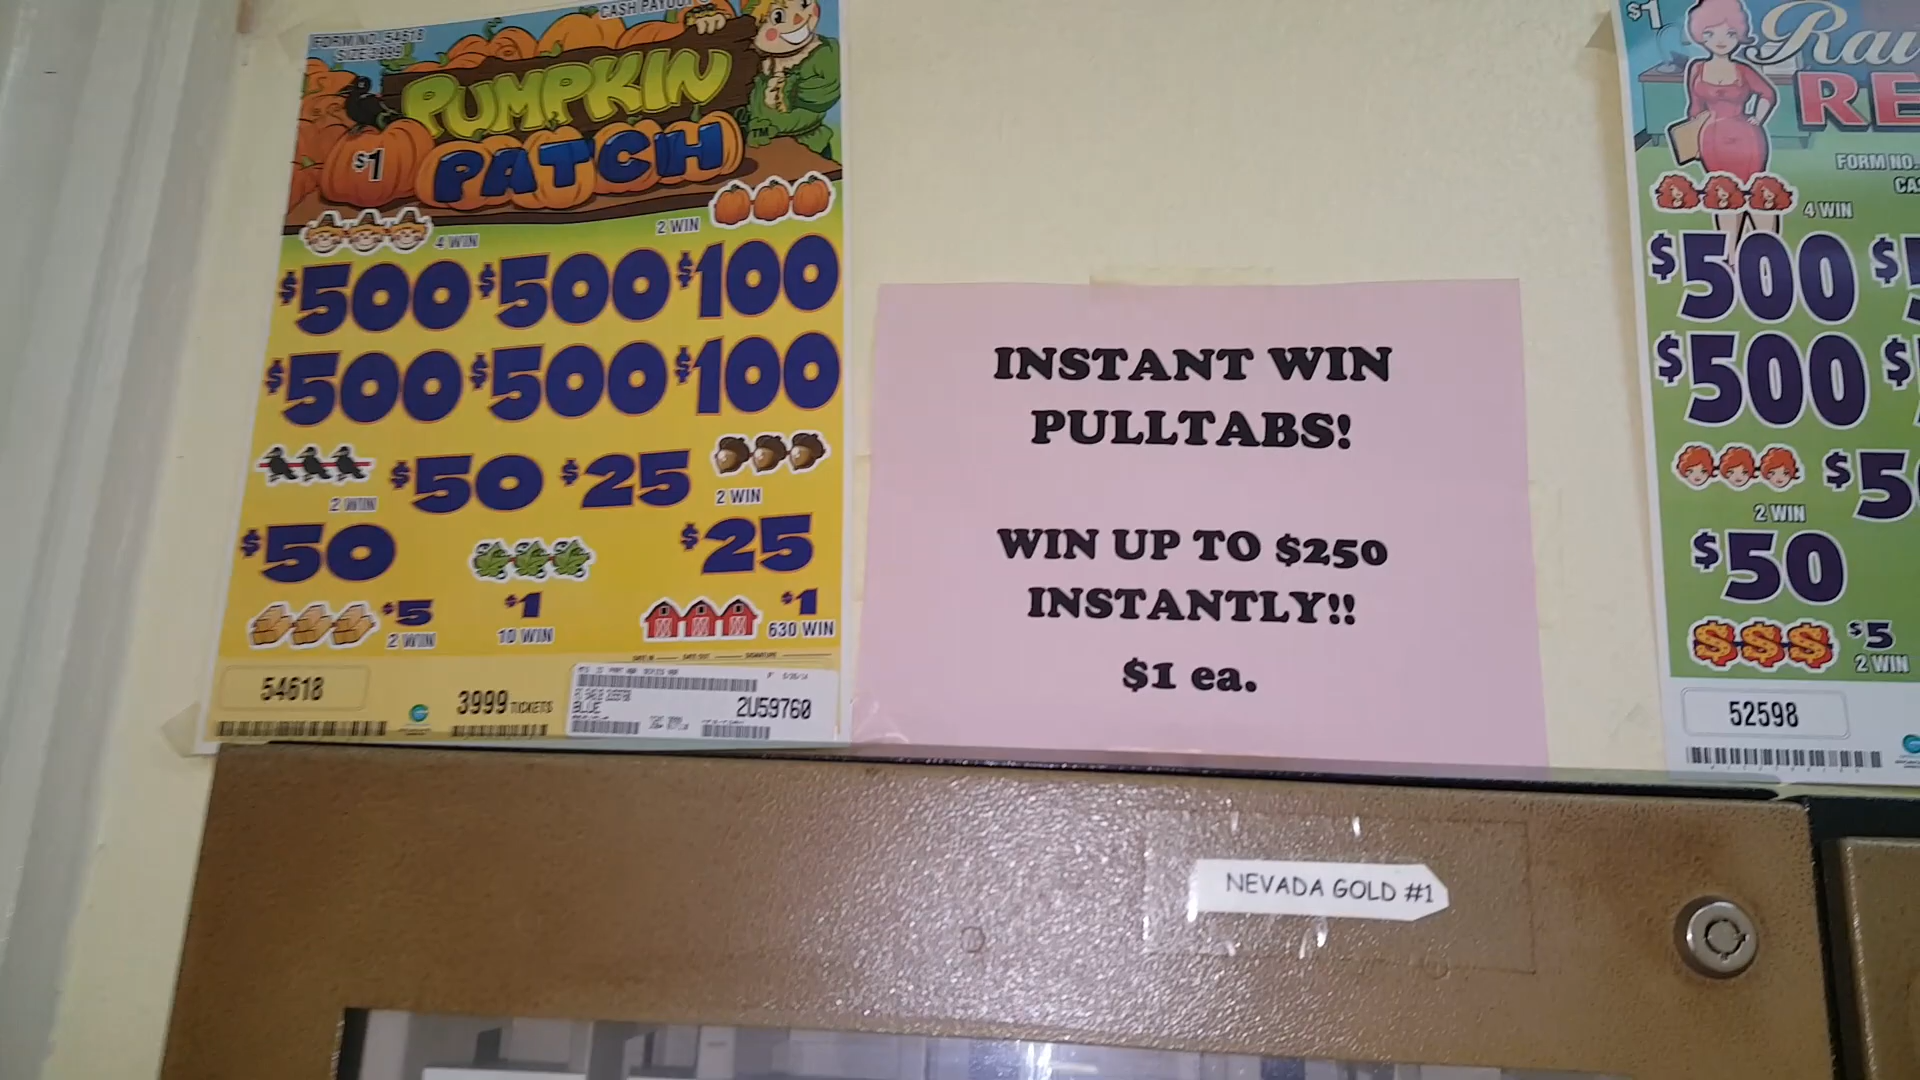 FORM NO. 54618
SIZE 3999
CASH PAYOUT
PUMPKIN
PATCH™
$1
4 WIN
2 WIN
$500 $500 $100
$500 $500 $100
$50 $25
2 WIN
2 WIN
$50
$25
$5
2 WIN
$1
10 WIN
$1
630 WIN
54618
3999 TICKETS
BLUE
2U59760
INSTANT WIN
PULLTABS!
WIN UP TO $250
INSTANTLY!!
$1 ea.
$1
RE
FORM NO.
4 WIN
$500
$500
2 WIN
$50
$5
2 WIN
52598
NEVADA GOLD #1